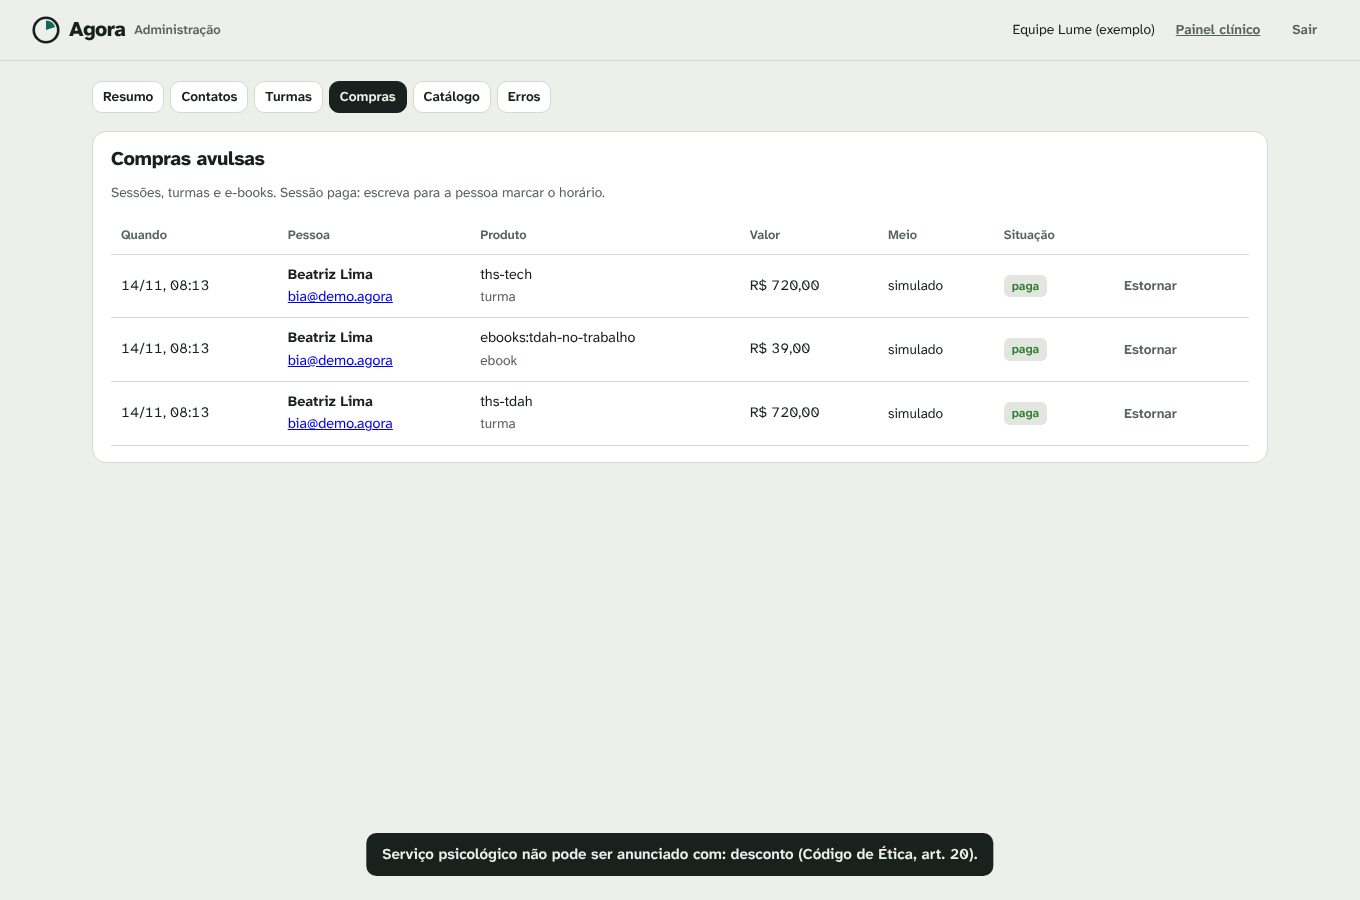 Agora Administração
Equipe Lume (exemplo) Painel clínico Sair
Resumo Contatos Turmas Compras Catálogo Erros
Compras avulsas
Sessões, turmas e e-books. Sessão paga: escreva para a pessoa marcar o horário.
Quando Pessoa Produto Valor Meio Situação
14/11, 08:13 Beatriz Lima ths-tech R$ 720,00 simulado paga Estornar
bia@demo.agora turma
14/11, 08:13 Beatriz Lima ebooks:tdah-no-trabalho R$ 39,00 simulado paga Estornar
bia@demo.agora ebook
14/11, 08:13 Beatriz Lima ths-tdah R$ 720,00 simulado paga Estornar
bia@demo.agora turma
Serviço psicológico não pode ser anunciado com: desconto (Código de Ética, art. 20).